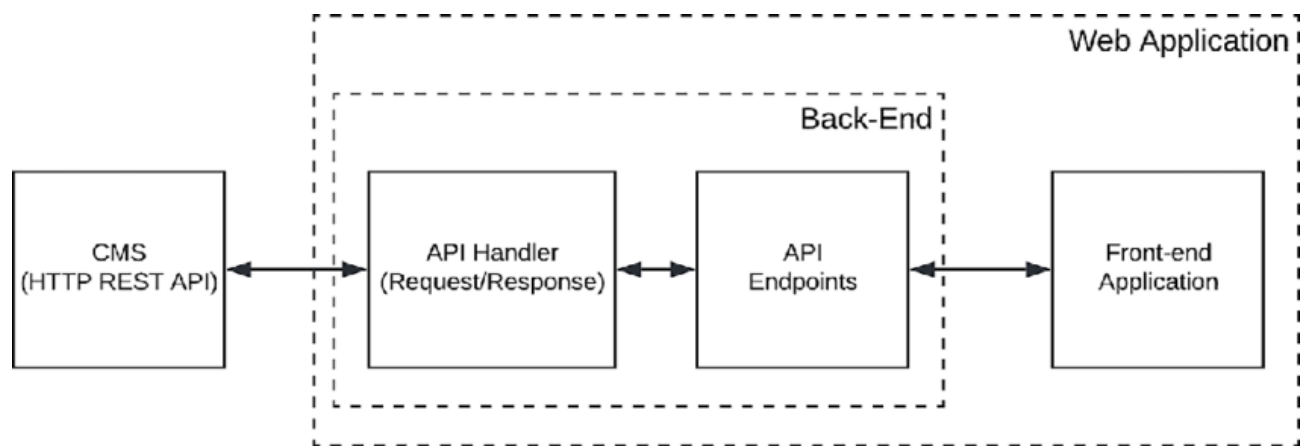 Web Application
Back-End
CMS
(HTTP REST API)
API Handler
(Request/Response)
API
Endpoints
Front-end
Application